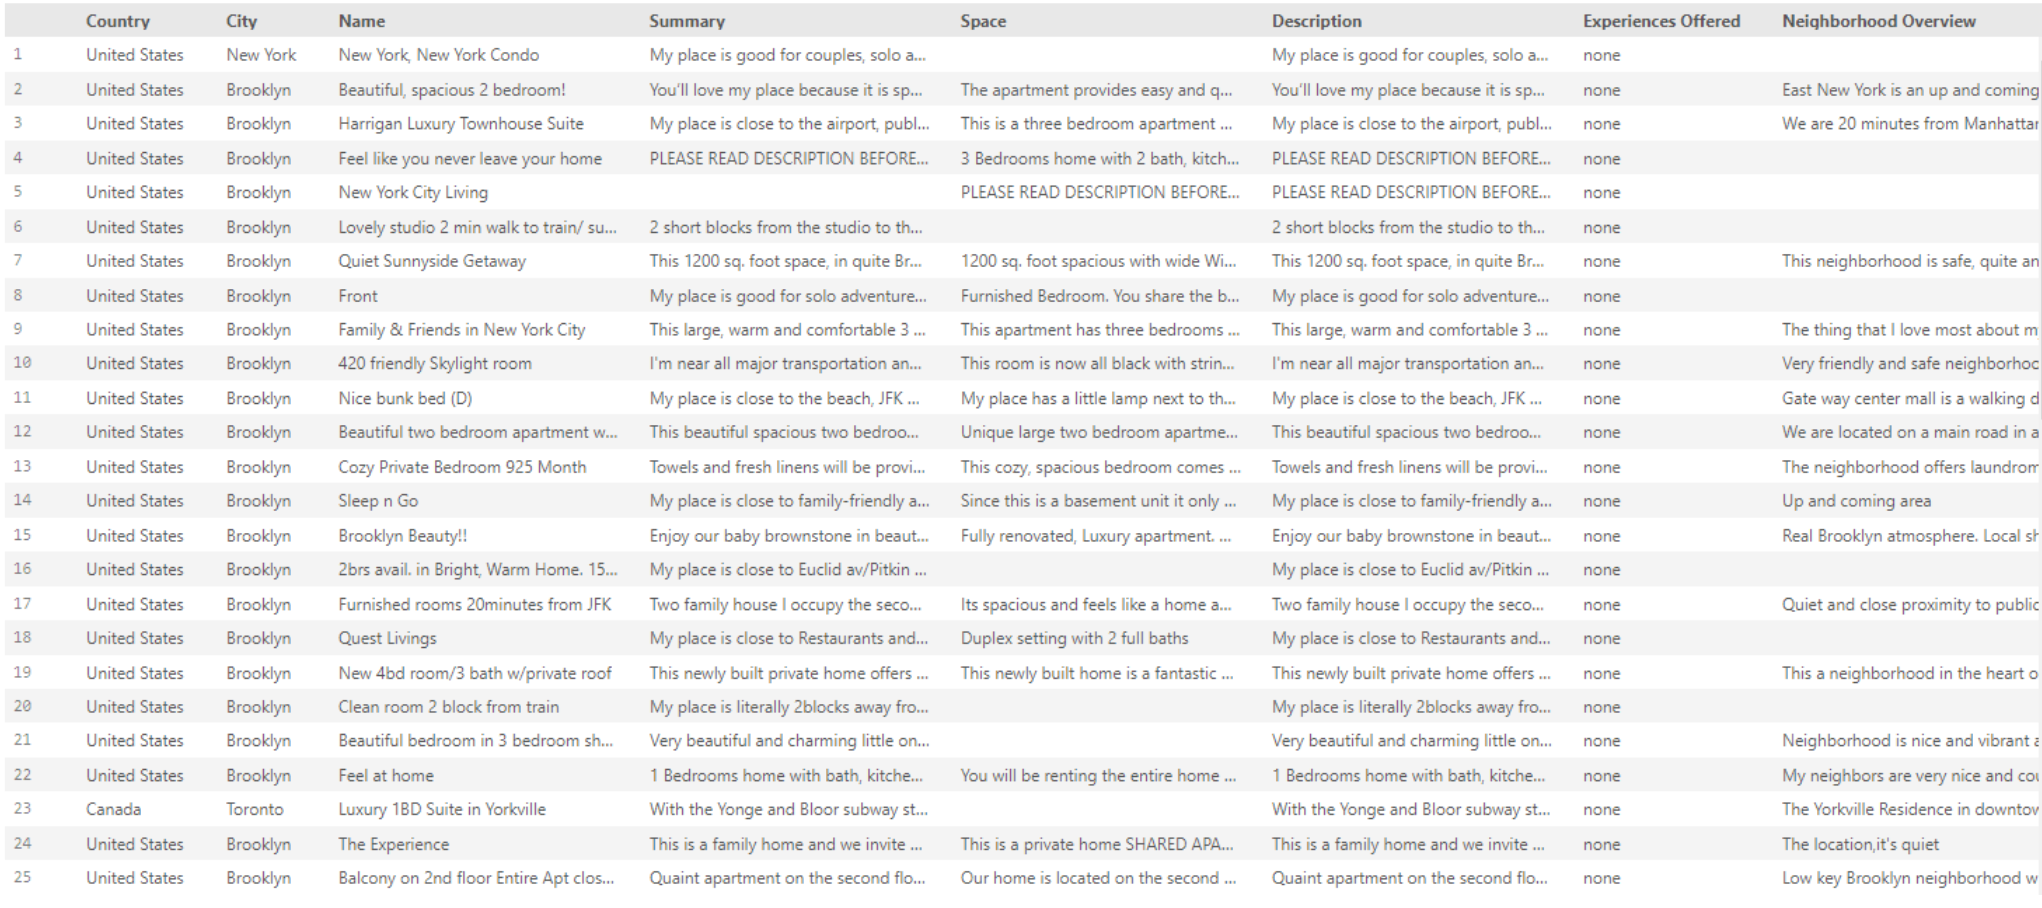 Country City Name Summary Space Description Experiences Offered Neighborhood Overview
1 United States New York New York, New York Condo My place is good for couples, solo a... My place is good for couples, solo a... none
2 United States Brooklyn Beautiful, spacious 2 bedroom! You'll love my place because it is sp... The apartment provides easy and q... You'll love my place because it is sp... none East New York is an up and coming
3 United States Brooklyn Harrigan Luxury Townhouse Suite My place is close to the airport, publ... This is a three bedroom apartment ... My place is close to the airport, publ... none We are 20 minutes from Manhattan
4 United States Brooklyn Feel like you never leave your home PLEASE READ DESCRIPTION BEFORE... 3 Bedrooms home with 2 bath, kitch... PLEASE READ DESCRIPTION BEFORE... none
5 United States Brooklyn New York City Living PLEASE READ DESCRIPTION BEFORE... PLEASE READ DESCRIPTION BEFORE... none
6 United States Brooklyn Lovely studio 2 min walk to train/ su... 2 short blocks from the studio to th... 2 short blocks from the studio to th... none
7 United States Brooklyn Quiet Sunnyside Getaway This 1200 sq. foot space, in quite Br... 1200 sq. foot spacious with wide Wi... This 1200 sq. foot space, in quite Br... none This neighborhood is safe, quite an
8 United States Brooklyn Front My place is good for solo adventure... Furnished Bedroom. You share the b... My place is good for solo adventure... none
9 United States Brooklyn Family & Friends in New York City This large, warm and comfortable 3 ... This apartment has three bedrooms ... This large, warm and comfortable 3 ... none The thing that I love most about m
10 United States Brooklyn 420 friendly Skylight room I'm near all major transportation an... This room is now all black with strin... I'm near all major transportation an... none Very friendly and safe neighborhoo
11 United States Brooklyn Nice bunk bed (D) My place is close to the beach, JFK ... My place has a little lamp next to th... My place is close to the beach, JFK ... none Gate way center mall is a walking d
12 United States Brooklyn Beautiful two bedroom apartment w... This beautiful spacious two bedroo... Unique large two bedroom apartme... This beautiful spacious two bedroo... none We are located on a main road in a
13 United States Brooklyn Cozy Private Bedroom 925 Month Towels and fresh linens will be provi... This cozy, spacious bedroom comes ... Towels and fresh linens will be provi... none The neighborhood offers laundrom
14 United States Brooklyn Sleep n Go My place is close to family-friendly a... Since this is a basement unit it only ... My place is close to family-friendly a... none Up and coming area
15 United States Brooklyn Brooklyn Beauty!! Enjoy our baby brownstone in beaut... Fully renovated, Luxury apartment. ... Enjoy our baby brownstone in beaut... none Real Brooklyn atmosphere. Local sh
16 United States Brooklyn 2brs avail. in Bright, Warm Home. 15... My place is close to Euclid av/Pitkin ... My place is close to Euclid av/Pitkin ... none
17 United States Brooklyn Furnished rooms 20minutes from JFK Two family house I occupy the seco... Its spacious and feels like a home a... Two family house I occupy the seco... none Quiet and close proximity to public
18 United States Brooklyn Quest Livings My place is close to Restaurants and... Duplex setting with 2 full baths My place is close to Restaurants and... none
19 United States Brooklyn New 4bd room/3 bath w/private roof This newly built private home offers ... This newly built home is a fantastic ... This newly built private home offers ... none This a neighborhood in the heart o
20 United States Brooklyn Clean room 2 block from train My place is literally 2blocks away fro... My place is literally 2blocks away fro... none
21 United States Brooklyn Beautiful bedroom in 3 bedroom sh... Very beautiful and charming little on... Very beautiful and charming little on... none Neighborhood is nice and vibrant a
22 United States Brooklyn Feel at home 1 Bedrooms home with bath, kitche... You will be renting the entire home ... 1 Bedrooms home with bath, kitche... none My neighbors are very nice and cou
23 Canada Toronto Luxury 1BD Suite in Yorkville With the Yonge and Bloor subway st... With the Yonge and Bloor subway st... none The Yorkville Residence in downtow
24 United States Brooklyn The Experience This is a family home and we invite ... This is a private home SHARED APA... This is a family home and we invite ... none The location,it's quiet
25 United States Brooklyn Balcony on 2nd floor Entire Apt clos... Quaint apartment on the second flo... Our home is located on the second ... Quaint apartment on the second flo... none Low key Brooklyn neighborhood w